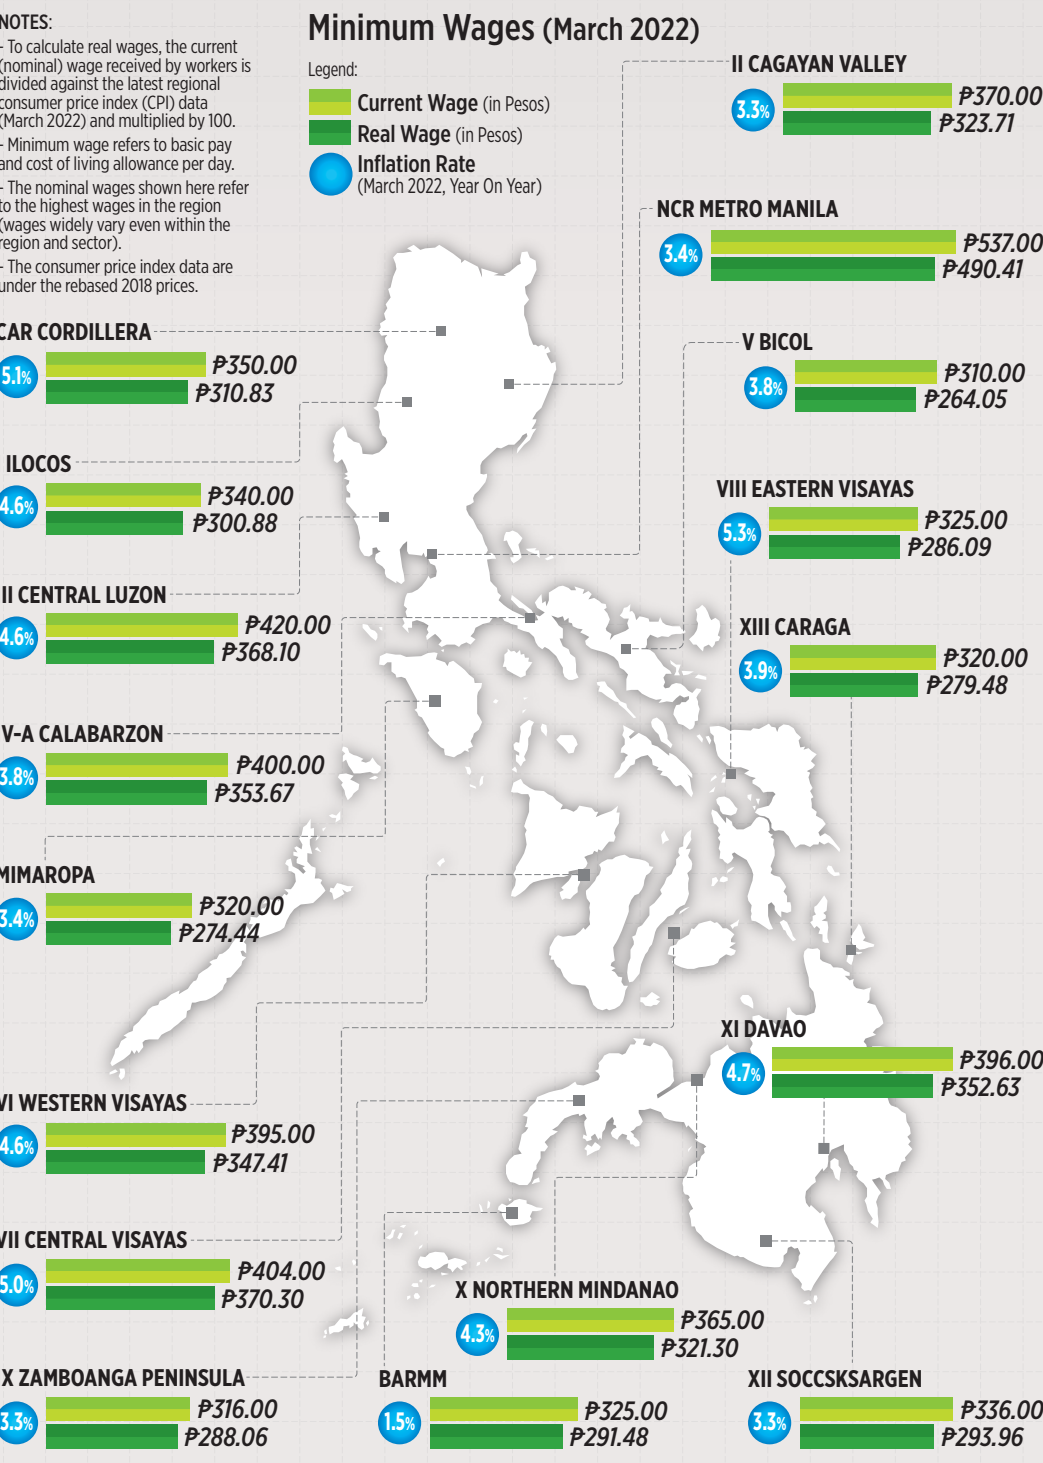 NOTES:
- To calculate real wages, the current
(nominal) wage received by workers is
divided against the latest regional
consumer price index (CPI) data
(March 2022) and multiplied by 100.
- Minimum wage refers to basic pay
and cost of living allowance per day.
- The nominal wages shown here refer
to the highest wages in the region
(wages widely vary even within the
region and sector).
- The consumer price index data are
under the rebased 2018 prices.
Minimum Wages (March 2022)
Legend:
Current Wage (in Pesos)
Real Wage (in Pesos)
Inflation Rate
(March 2022, Year On Year)
II CAGAYAN VALLEY
3.3%
₱370.00
₱323.71
NCR METRO MANILA
3.4%
₱537.00
₱490.41
CAR CORDILLERA
5.1%
₱350.00
₱310.83
V BICOL
3.8%
₱310.00
₱264.05
ILOCOS
4.6%
₱340.00
₱300.88
VIII EASTERN VISAYAS
5.3%
₱325.00
₱286.09
II CENTRAL LUZON
4.6%
₱420.00
₱368.10
XIII CARAGA
3.9%
₱320.00
₱279.48
V-A CALABARZON
3.8%
₱400.00
₱353.67
MIMAROPA
3.4%
₱320.00
₱274.44
XI DAVAO
4.7%
₱396.00
₱352.63
VI WESTERN VISAYAS
4.6%
₱395.00
₱347.41
VII CENTRAL VISAYAS
5.0%
₱404.00
₱370.30
X NORTHERN MINDANAO
4.3%
₱365.00
₱321.30
X ZAMBOANGA PENINSULA
3.3%
₱316.00
₱288.06
BARMM
1.5%
₱325.00
₱291.48
XII SOCCSKSARGEN
3.3%
₱336.00
₱293.96